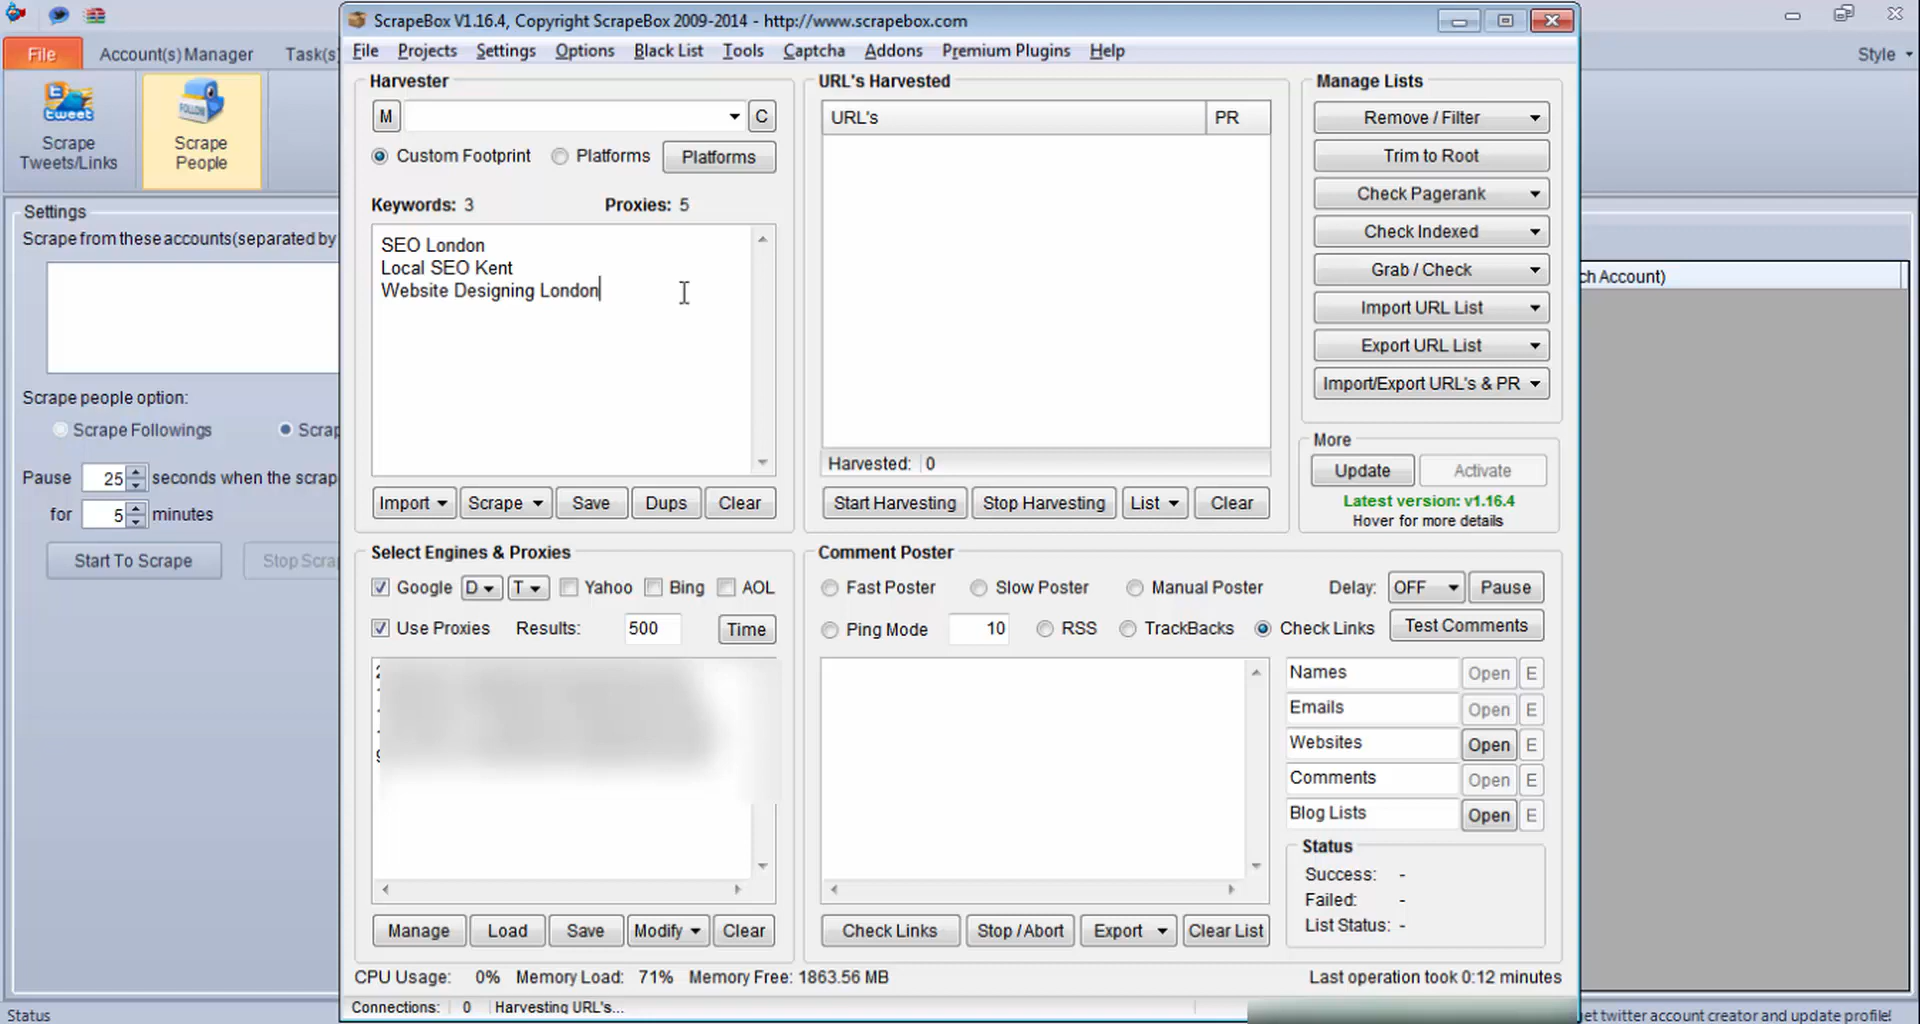 ScrapeBox V1.16.4, Copyright ScrapeBox 2009-2014 - http://www.scrapebox.com
File Account(s) Manager Task(s)
Style
File Projects Settings Options Black List Tools Captcha Addons Premium Plugins Help
tweet
Scrape Tweets/Links
FOLLOW
Scrape People
Settings
Scrape from these accounts(separated by
Scrape people option:
Scrape Followings
Pause 25 seconds when the scrap
for 5 minutes
Start To Scrape
Harvester
M
C
Custom Footprint Platforms Platforms
Keywords: 3 Proxies: 5
SEO London
Local SEO Kent
Website Designing London
Import Scrape Save Dups Clear
URL's Harvested
URL's PR
Harvested: 0
Start Harvesting Stop Harvesting List Clear
Manage Lists
Remove / Filter
Trim to Root
Check Pagerank
Check Indexed
Grab / Check
Import URL List
Export URL List
Import/Export URL's & PR
More
Update Activate
Latest version: v1.16.4
Hover for more details
ch Account)
Select Engines & Proxies
Google D T Yahoo Bing AOL
Use Proxies Results: 500 Time
Manage Load Save Modify Clear
Comment Poster
Fast Poster Slow Poster Manual Poster Delay: OFF Pause
Ping Mode 10 RSS TrackBacks Check Links Test Comments
Names Open E
Emails Open E
Websites Open E
Comments Open E
Blog Lists Open E
Status
Success: -
Failed: -
List Status: -
Check Links Stop / Abort Export Clear List
CPU Usage: 0% Memory Load: 71% Memory Free: 1863.56 MB
Last operation took 0:12 minutes
Connections: 0 Harvesting URL's...
Status
et twitter account creator and update profile!